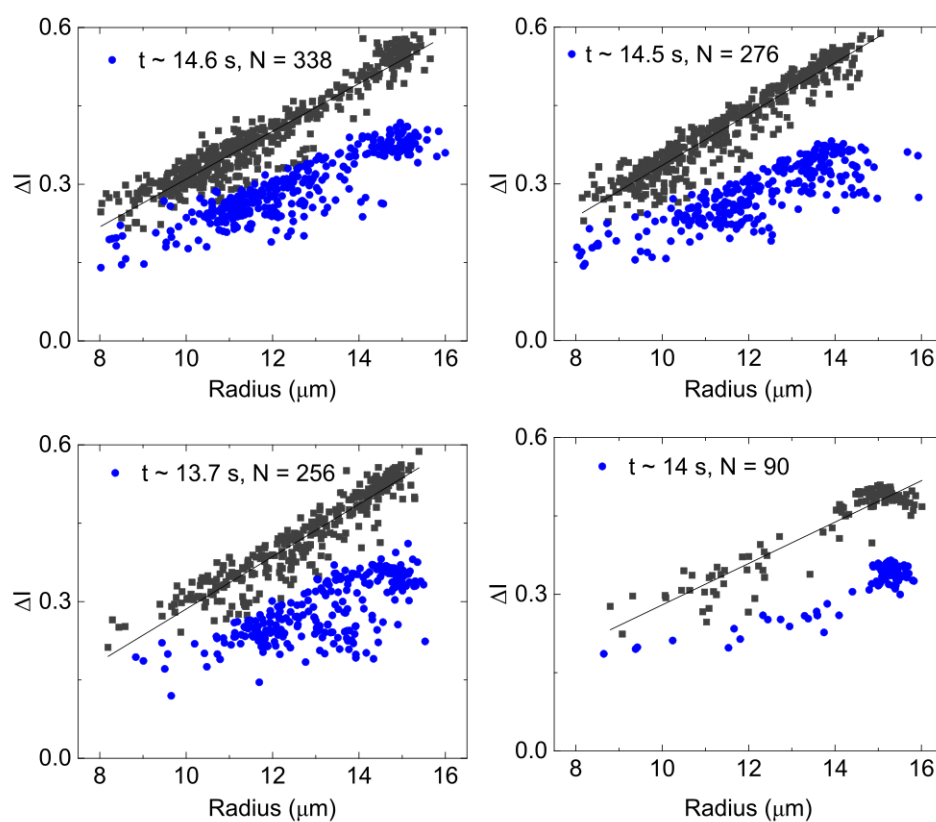 0.6
t ~ 14.6 s, N = 338
0.3
ΔI
0.0
8 10 12 14 16
Radius (μm)
0.6
t ~ 14.5 s, N = 276
0.3
ΔI
0.0
8 10 12 14 16
Radius (μm)
0.6
t ~ 13.7 s, N = 256
0.3
ΔI
0.0
8 10 12 14 16
Radius (μm)
0.6
t ~ 14 s, N = 90
0.3
ΔI
0.0
8 10 12 14 16
Radius (μm)